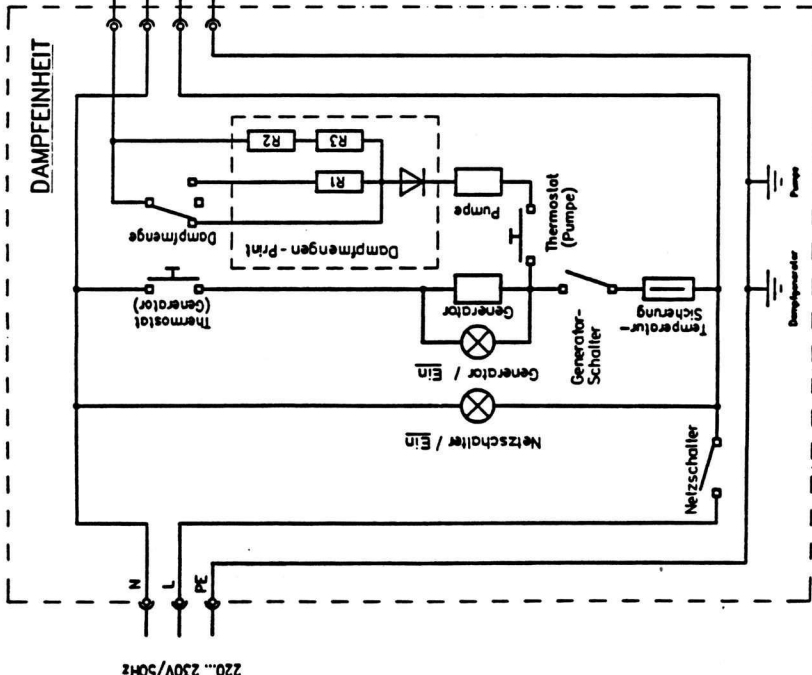 DAMPFEINHEIT
R2
R3
R1
Dampfmenge
Dampfmengen - Print
Pumpe
Thermostat
(Pumpe)
Thermostat
(Generator)
Generator
Generator-
Schalter
Temperatur-
Sicherung
Generator / Ein
Netzschalter / Ein
Netzschalter
N
L
PE
Pumpe
Dampfgenerator
220... 230V/50Hz